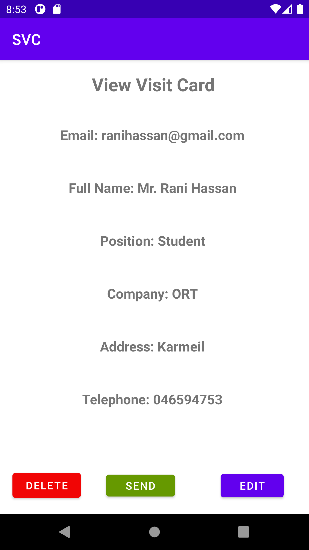 8:53
SVC
View Visit Card
Email: ranihassan@gmail.com
Full Name: Mr. Rani Hassan
Position: Student
Company: ORT
Address: Karmeil
Telephone: 046594753
DELETE SEND EDIT